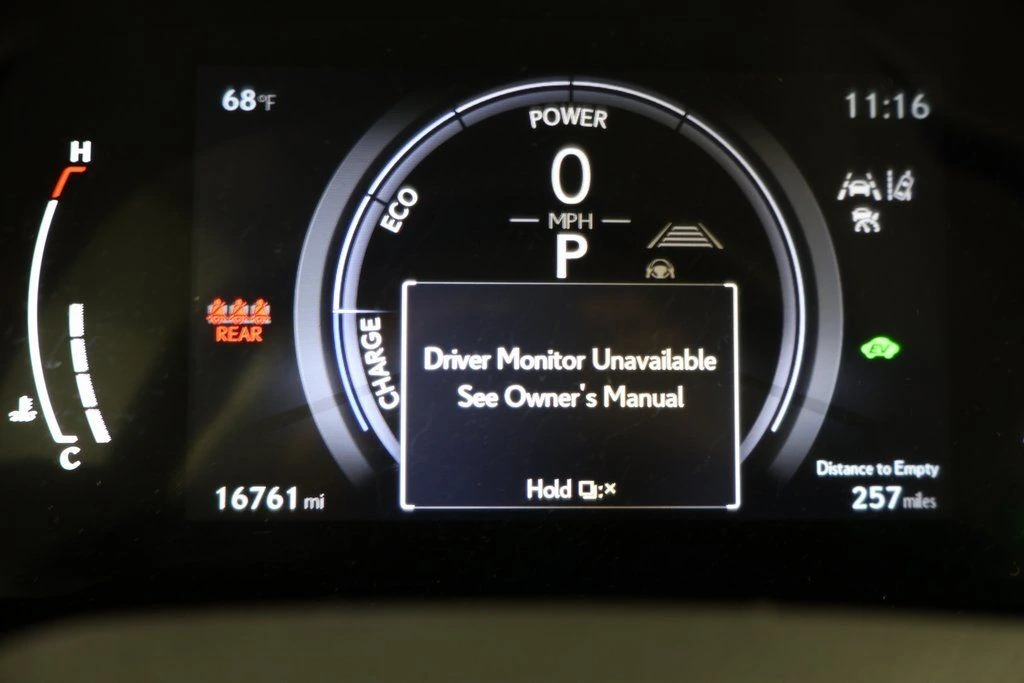 68°F
11:16
H
POWER
0
ECO
MPH
P
REAR
EV
CHARGE
Driver Monitor Unavailable
See Owner's Manual
C
Hold :×
16761 mi
Distance to Empty
257 miles